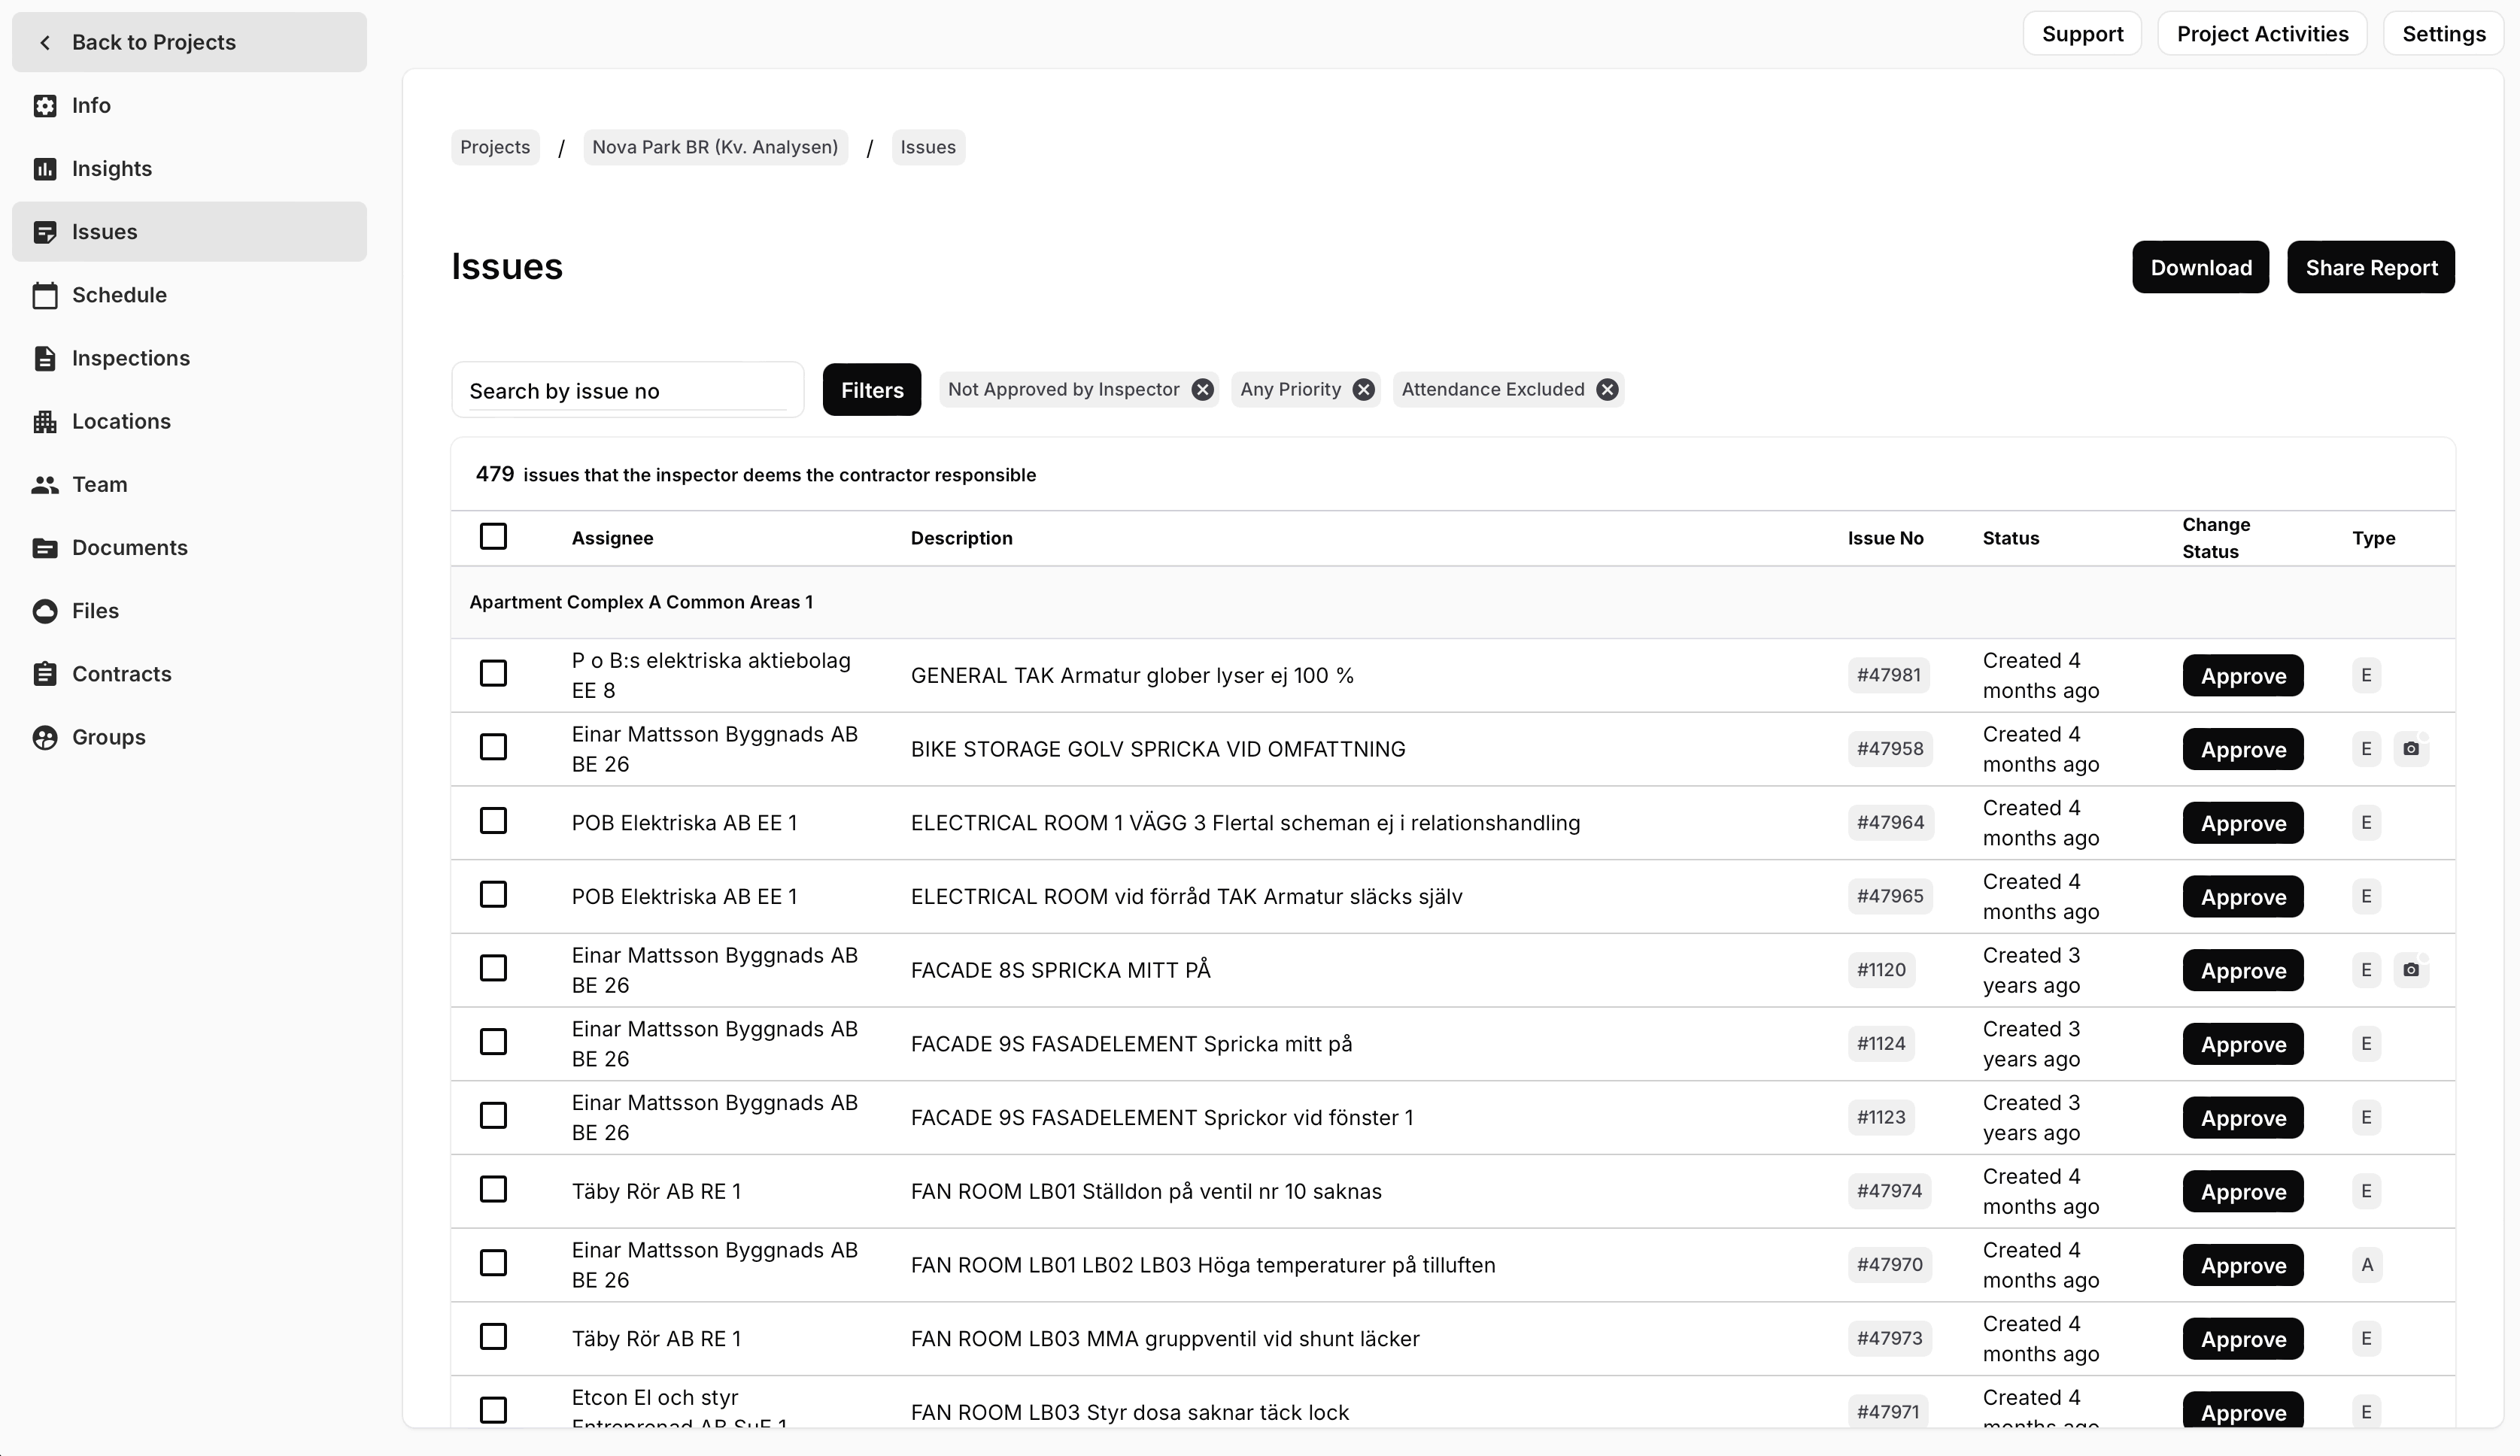 Back to Projects
Info
Insights
Issues
Schedule
Inspections
Locations
Team
Documents
Files
Contracts
Groups
Support
Project Activities
Settings
Projects / Nova Park BR (Kv. Analysen) / Issues
Issues
Download
Share Report
Search by issue no
Filters
Not Approved by Inspector
Any Priority
Attendance Excluded
479 issues that the inspector deems the contractor responsible
Assignee Description Issue No Status Change Status Type
Apartment Complex A Common Areas 1
P o B:s elektriska aktiebolag EE 8 GENERAL TAK Armatur glober lyser ej 100 % #47981 Created 4 months ago Approve E
Einar Mattsson Byggnads AB BE 26 BIKE STORAGE GOLV SPRICKA VID OMFATTNING #47958 Created 4 months ago Approve E
POB Elektriska AB EE 1 ELECTRICAL ROOM 1 VÄGG 3 Flertal scheman ej i relationshandling #47964 Created 4 months ago Approve E
POB Elektriska AB EE 1 ELECTRICAL ROOM vid förråd TAK Armatur släcks själv #47965 Created 4 months ago Approve E
Einar Mattsson Byggnads AB BE 26 FACADE 8S SPRICKA MITT PÅ #1120 Created 3 years ago Approve E
Einar Mattsson Byggnads AB BE 26 FACADE 9S FASADELEMENT Spricka mitt på #1124 Created 3 years ago Approve E
Einar Mattsson Byggnads AB BE 26 FACADE 9S FASADELEMENT Sprickor vid fönster 1 #1123 Created 3 years ago Approve E
Täby Rör AB RE 1 FAN ROOM LB01 Ställdon på ventil nr 10 saknas #47974 Created 4 months ago Approve E
Einar Mattsson Byggnads AB BE 26 FAN ROOM LB01 LB02 LB03 Höga temperaturer på tilluften #47970 Created 4 months ago Approve A
Täby Rör AB RE 1 FAN ROOM LB03 MMA gruppventil vid shunt läcker #47973 Created 4 months ago Approve E
Etcon El och styr Entreprenad AB SuE 1 FAN ROOM LB03 Styr dosa saknar täck lock #47971 Created 4 months ago Approve E